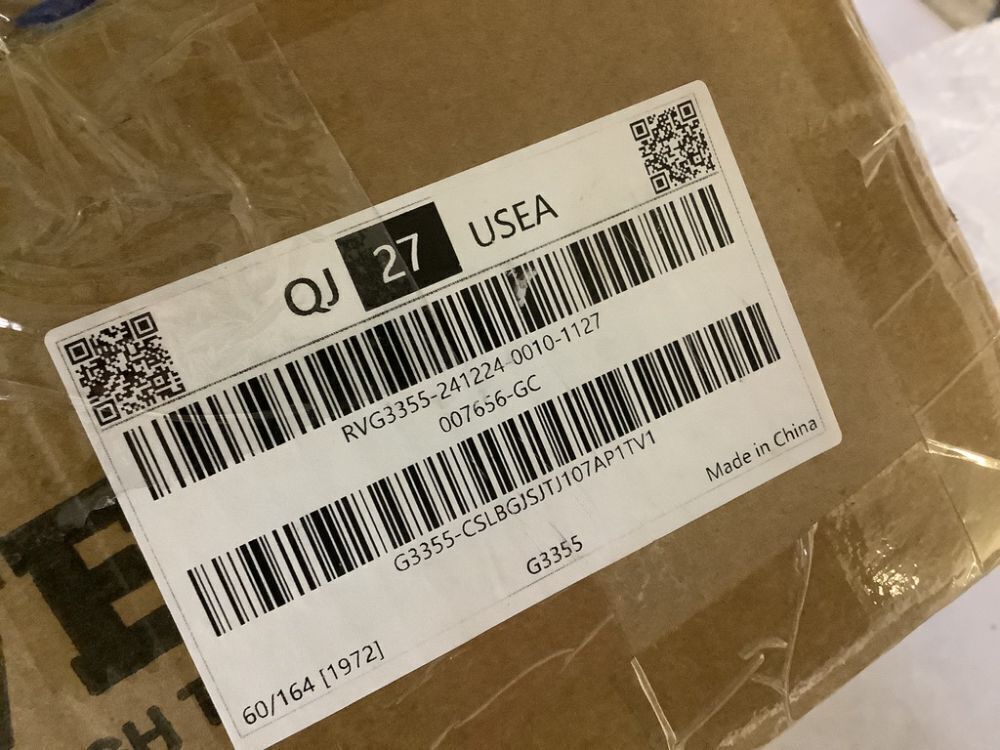 QJ 27 USEA
RVG3355-241224-0010-1127
007656-GC
G3355-CSLBGJSJTJ107AP1TV1
Made in China
G3355
60/164 [1972]